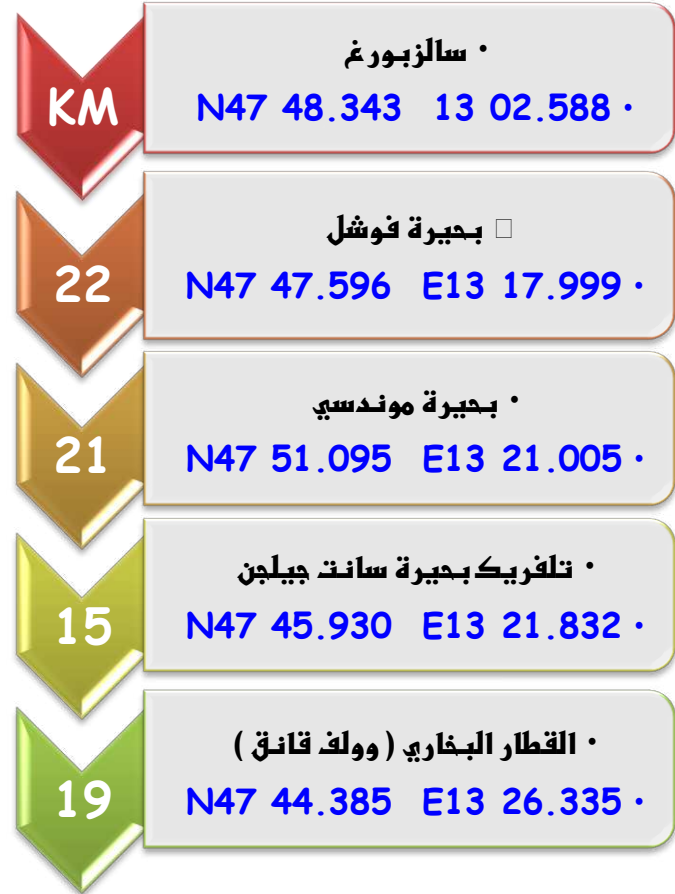 KM
• سالزبورغ
• N47 48.343 13 02.588
22
□ بحيرة فوشل
• N47 47.596 E13 17.999
21
• بحيرة موندسي
• N47 51.095 E13 21.005
15
• تلفريك بحيرة سانت جيلجن
• N47 45.930 E13 21.832
19
• القطار البخاري ( وولف قانق )
• N47 44.385 E13 26.335